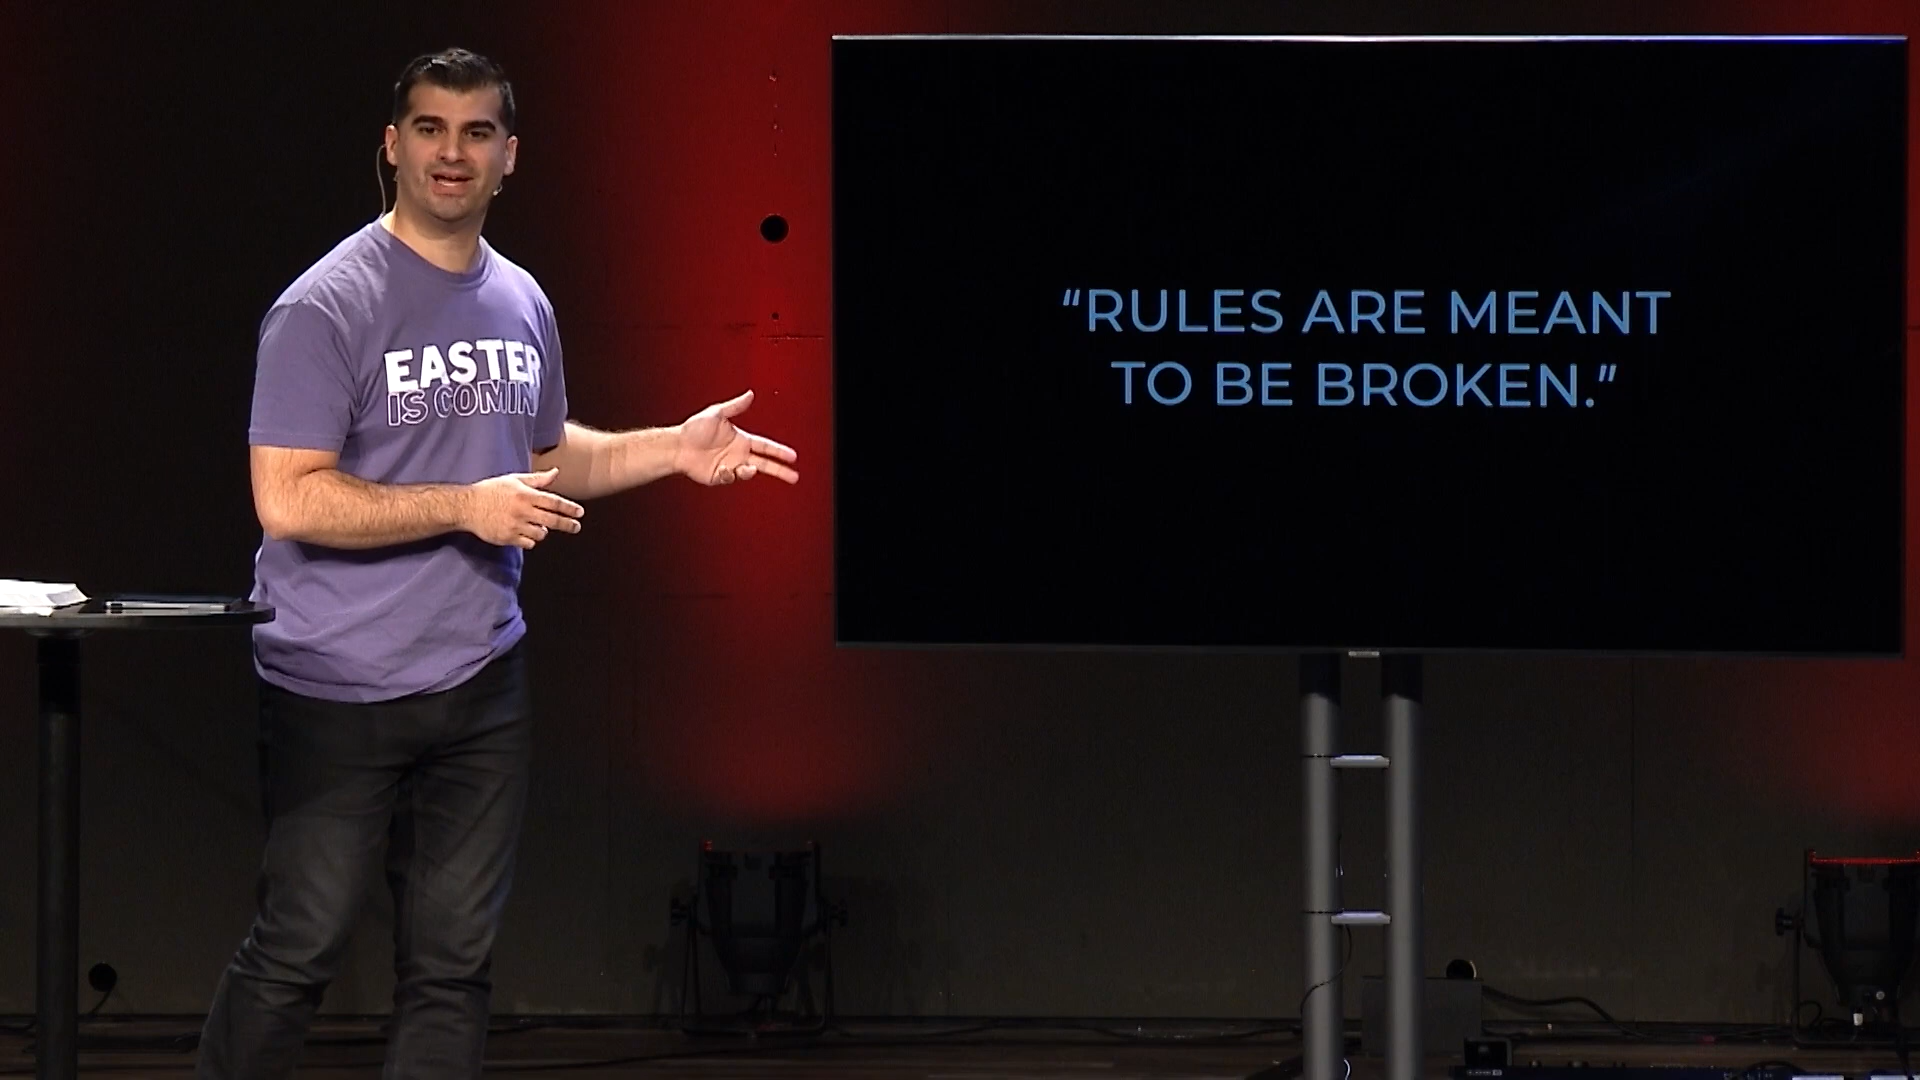 EASTER
IS COMIN
“RULES ARE MEANT
TO BE BROKEN.”